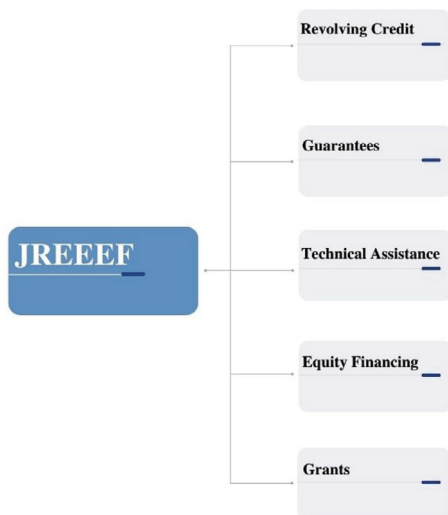 JREEEF
Revolving Credit
Guarantees
Technical Assistance
Equity Financing
Grants